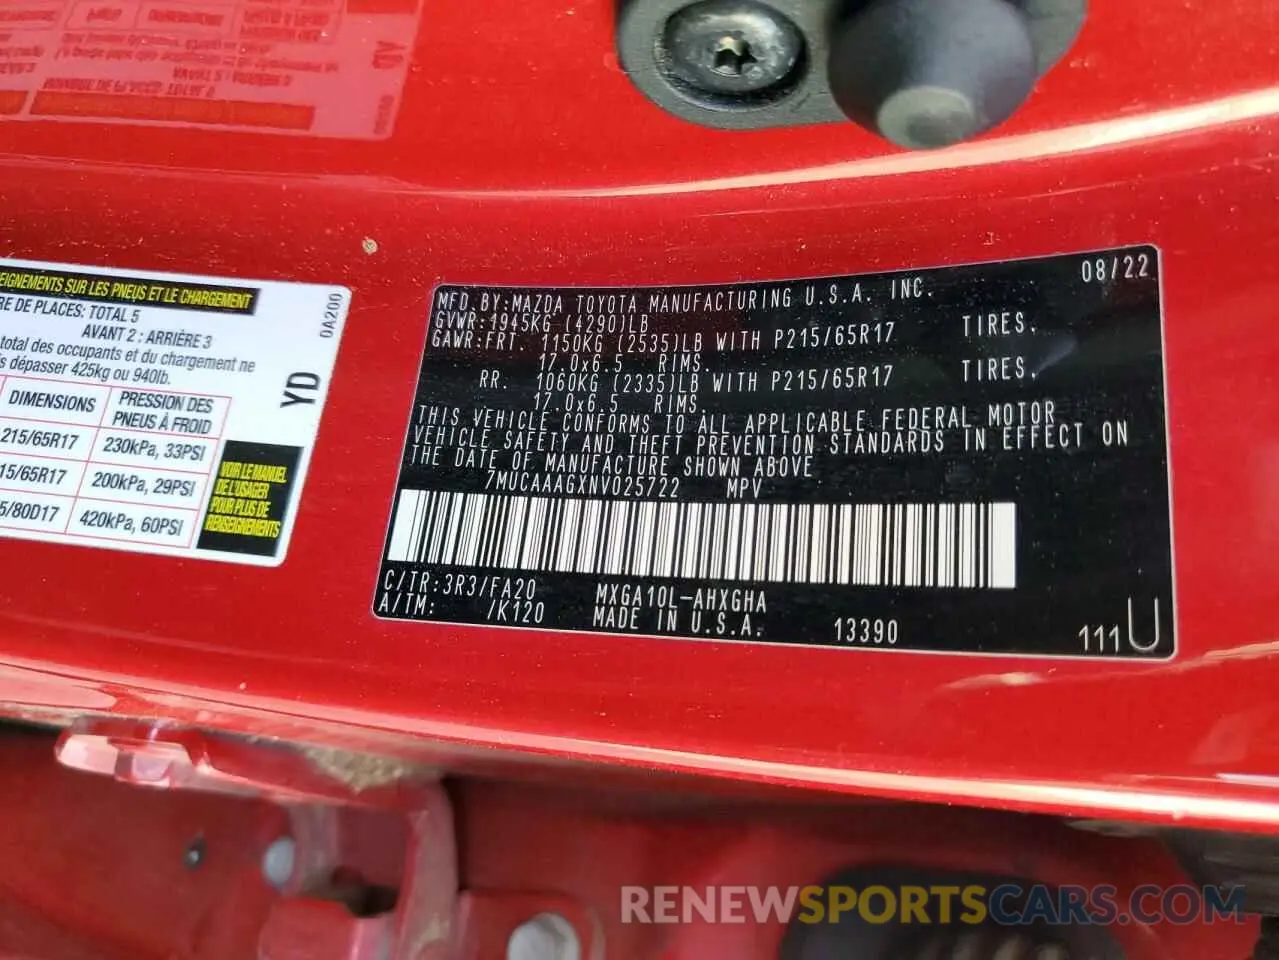 EIGNEMENTS SUR LES PNEUS ET LE CHARGEMENT
RE DE PLACES: TOTAL 5
AVANT 2 : ARRIÈRE 3
total des occupants et du chargement ne
s dépasser 425kg ou 940lb.
DIMENSIONS PRESSION DES PNEUS À FROID
215/65R17 230kPa, 33PSI
15/65R17 200kPa, 29PSI
5/80D17 420kPa, 60PSI
0A200
YD
VOIR LE MANUEL
DE L'USAGER
POUR PLUS DE
RENSEIGNEMENTS
08/22
MFD.BY:MAZDA TOYOTA MANUFACTURING U.S.A. INC.
GVWR:1945KG (4290)LB
GAWR:FRT. 1150KG (2535)LB WITH P215/65R17 TIRES.
17.0x6.5 RIMS.
RR. 1060KG (2335)LB WITH P215/65R17 TIRES.
17.0x6.5 RIMS.
THIS VEHICLE CONFORMS TO ALL APPLICABLE FEDERAL MOTOR
VEHICLE SAFETY AND THEFT PREVENTION STANDARDS IN EFFECT ON
THE DATE OF MANUFACTURE SHOWN ABOVE
7MUCAAAGXNV025722 MPV
C/TR:3R3/FA20 MXGA10L-AHXGHA
A/TM: /K120 MADE IN U.S.A. 13390 111U
RENEWSPORTSCARS.COM